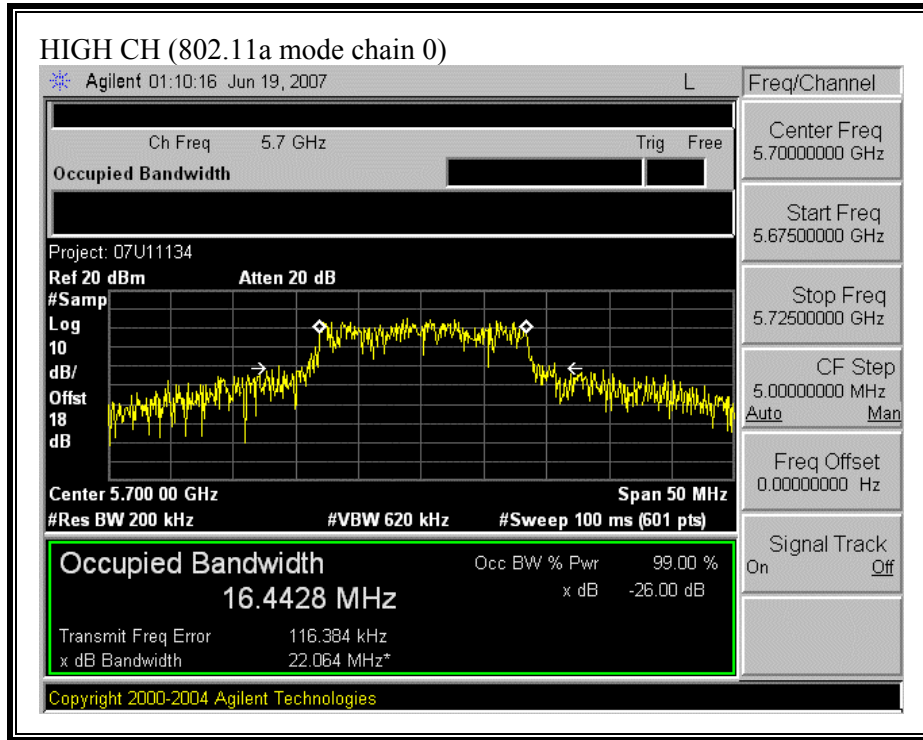 HIGH CH (802.11a mode chain 0)
Agilent 01:10:16 Jun 19, 2007 L Freq/Channel
Ch Freq 5.7 GHz Trig Free
Occupied Bandwidth
Center Freq
5.70000000 GHz
Start Freq
5.67500000 GHz
Stop Freq
5.72500000 GHz
CF Step
5.00000000 MHz
Auto Man
Freq Offset
0.00000000 Hz
Signal Track
On Off
Project: 07U11134
Ref 20 dBm Atten 20 dB
#Samp
Log
10
dB/
Offst
18
dB
Center 5.700 00 GHz Span 50 MHz
#Res BW 200 kHz #VBW 620 kHz #Sweep 100 ms (601 pts)
Occupied Bandwidth Occ BW % Pwr 99.00 %
16.4428 MHz x dB -26.00 dB
Transmit Freq Error 116.384 kHz
x dB Bandwidth 22.064 MHz*
Copyright 2000-2004 Agilent Technologies